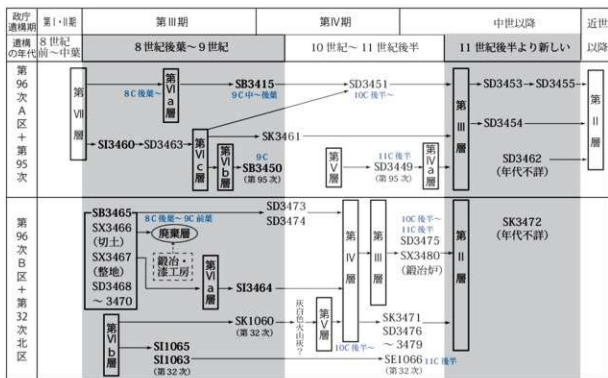 政庁遺構期 第Ⅰ・Ⅱ期 第Ⅲ期 第Ⅳ期 中世以降 近世以降
遺構の年代 8世紀前〜中葉 8世紀後葉〜9世紀 10世紀〜11世紀後半 11世紀後半より新しい
第96次A区+第95次
第Ⅶ層
8C後葉〜
第Ⅵa層
SB3415
9C中〜後葉
SD3451
10C後半〜
SI3460
SD3463
第Ⅵc層
SK3461
第Ⅵb層
9C
SB3450
(第95次)
第Ⅴ層
11C後半
SD3449
(第95次)
第Ⅳa層
第Ⅲ層
SD3453
SD3455
SD3454
SD3462
(年代不詳)
第Ⅱ層
第96次B区+第32次北区
SB3465
SX3466
(切土)
SX3467
(整地)
SD3468
〜3470
8C後葉〜9C前葉
廃棄層
鍛冶・
漆工房
第Ⅵa層
SI3464
SD3473
SD3474
第Ⅳ層
第Ⅲ層
10C後半〜
11C後半
SD3475
SX3480
(鍛冶炉)
第Ⅱ層
SK3472
(年代不詳)
第Ⅵb層
SK1060
(第32次)
灰白色火山灰?
第Ⅴ層
10C後半〜
SK3471
SD3476
〜3479
SI1065
SI1063
(第32次)
SE1066
(第32次)
11C後半